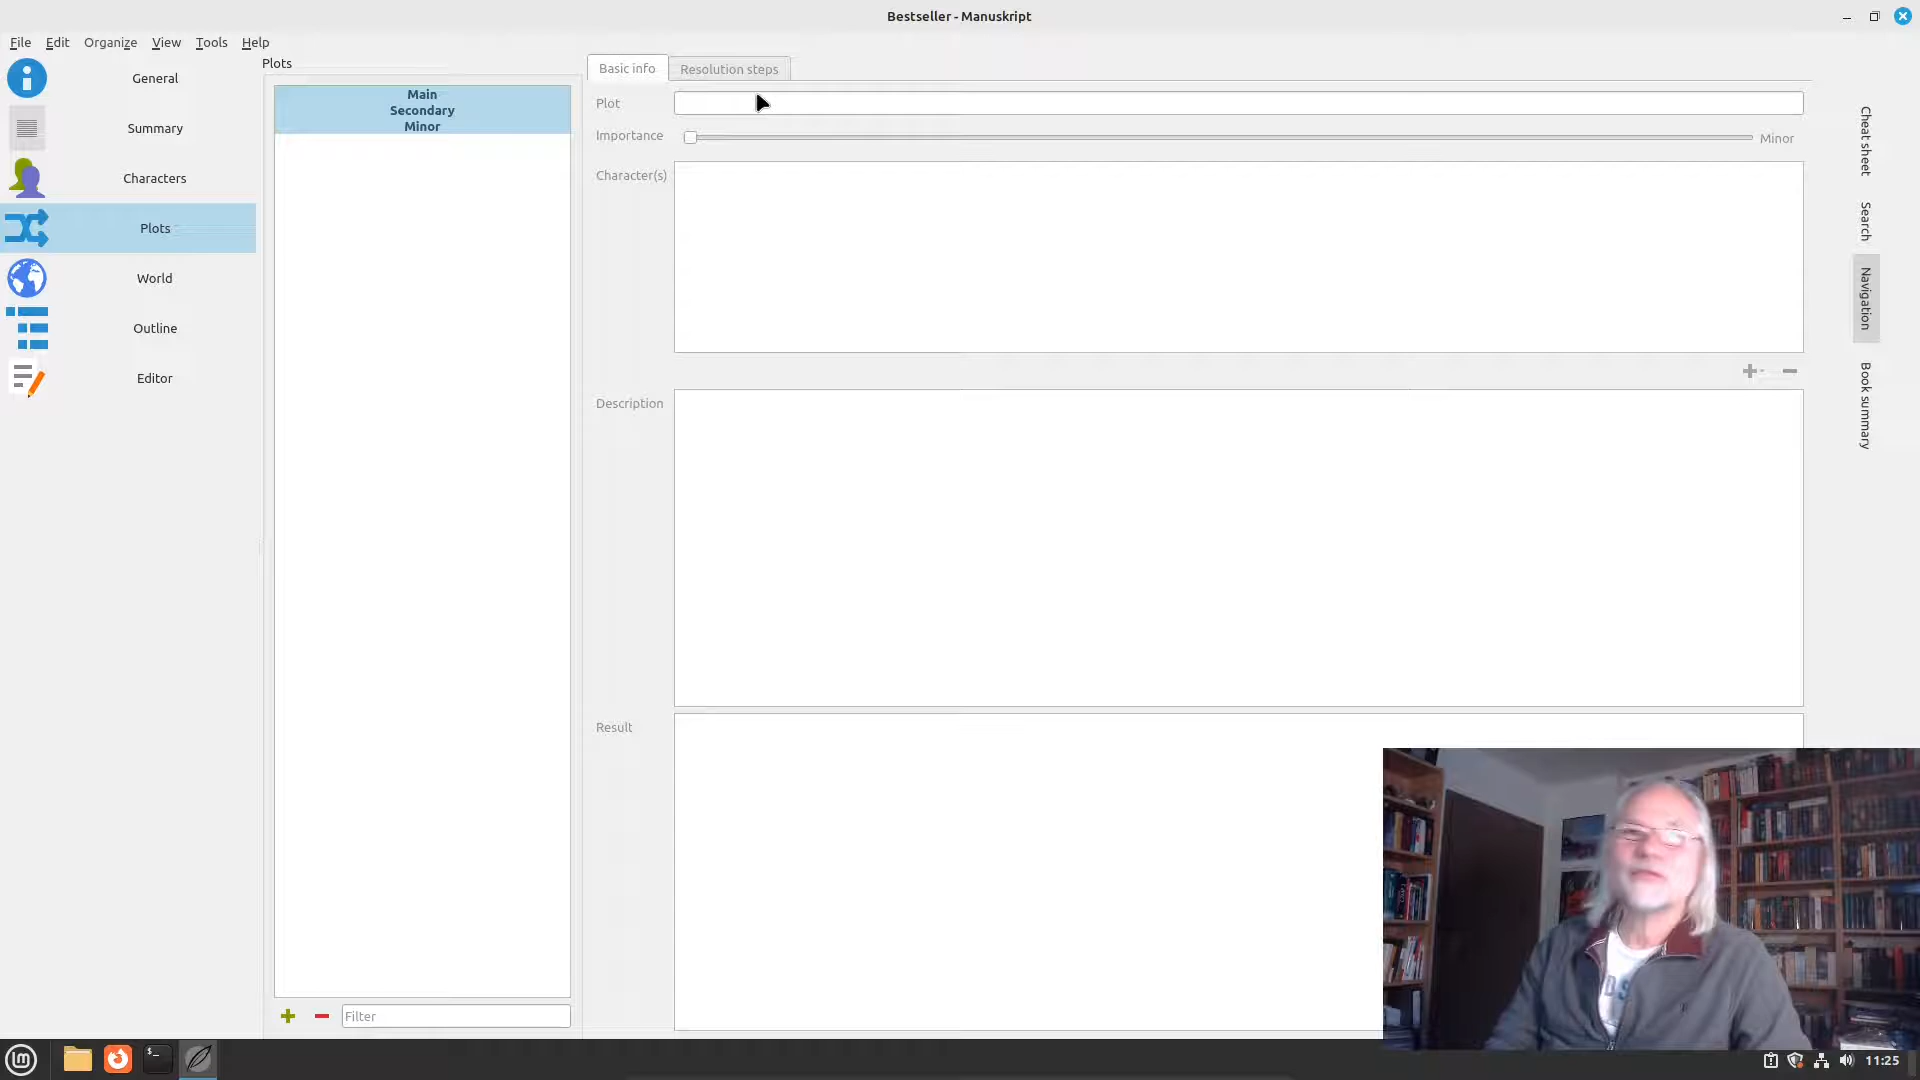 Bestseller - Manuskript
File Edit Organize View Tools Help
General
Summary
Characters
Plots
World
Outline
Editor
Plots
Main
Secondary
Minor
Filter
Basic info
Resolution steps
Plot
Importance
Minor
Character(s)
Description
Result
Cheat sheet
Search
Navigation
Book summary
11:25